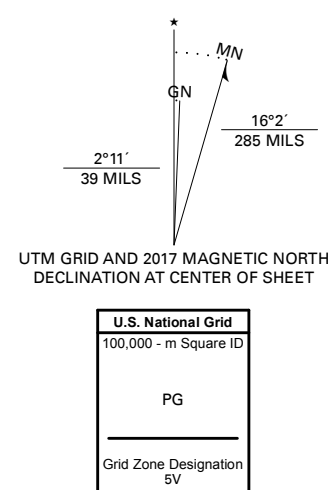 ★
MN
GN
16°2´
285 MILS
2°11´
39 MILS
UTM GRID AND 2017 MAGNETIC NORTH
DECLINATION AT CENTER OF SHEET
U.S. National Grid
100,000 - m Square ID
PG
Grid Zone Designation
5V